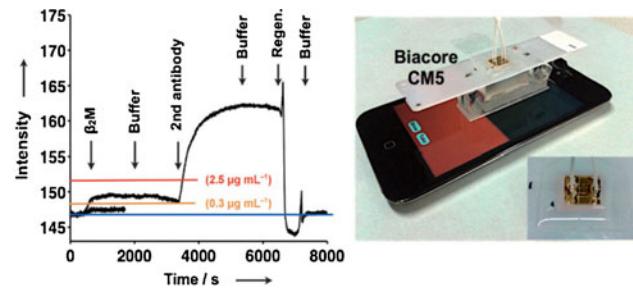 175
170
165
160
155
150
145
Intensity
0
2000
4000
6000
8000
Time / s
β₂M
Buffer
2nd antibody
Buffer
Regen.
Buffer
(2.5 µg mL⁻¹)
(0.3 µg mL⁻¹)
Biacore
CM5